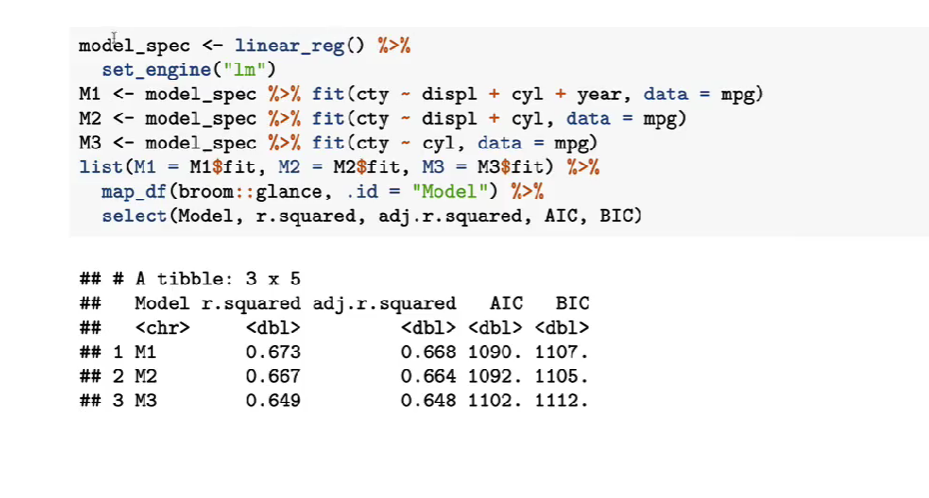 model_spec <- linear_reg() %>%
  set_engine("lm")
M1 <- model_spec %>% fit(cty ~ displ + cyl + year, data = mpg)
M2 <- model_spec %>% fit(cty ~ displ + cyl, data = mpg)
M3 <- model_spec %>% fit(cty ~ cyl, data = mpg)
list(M1 = M1$fit, M2 = M2$fit, M3 = M3$fit) %>%
  map_df(broom::glance, .id = "Model") %>%
  select(Model, r.squared, adj.r.squared, AIC, BIC)
## # A tibble: 3 x 5
##   Model r.squared adj.r.squared   AIC   BIC
##   <chr>     <dbl>         <dbl> <dbl> <dbl>
## 1 M1        0.673         0.668 1090. 1107.
## 2 M2        0.667         0.664 1092. 1105.
## 3 M3        0.649         0.648 1102. 1112.